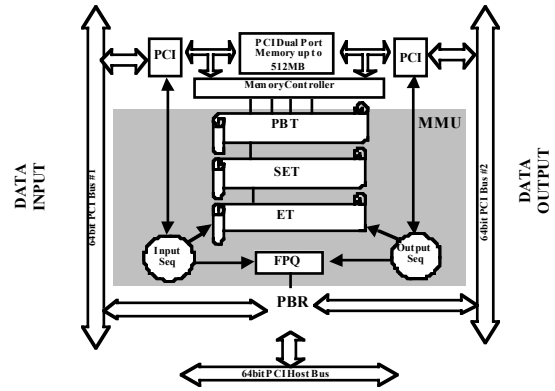 PCI Dual Port
Memory up to
512MB
PCI
PCI
MemoryController
MMU
PBT
SET
ET
DATA
INPUT
64bit PCI Bus #1
DATA
OUTPUT
64bit PCI Bus #2
Input
Seq
Output
Seq
FPQ
PBR
64bit PCI Host Bus